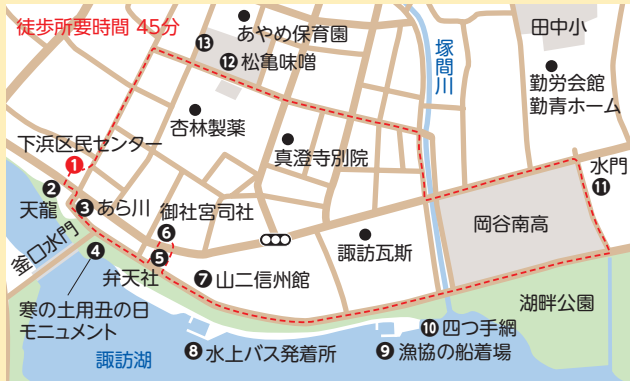 徒歩所要時間 45分
あやめ保育園
⑬
⑫ 松亀味噌
塚間川
田中小
勤労会館
勤青ホーム
杏林製薬
真澄寺別院
下浜区民センター
①
水門
⑪
②
天龍
③ あら川
御社宮司社
⑥
岡谷南高
釜口水門
④
⑤
弁天社
諏訪瓦斯
⑦ 山二信州館
寒の土用丑の日
モニュメント
湖畔公園
諏訪湖
⑧ 水上バス発着所
⑩ 四つ手網
⑨ 漁協の船着場